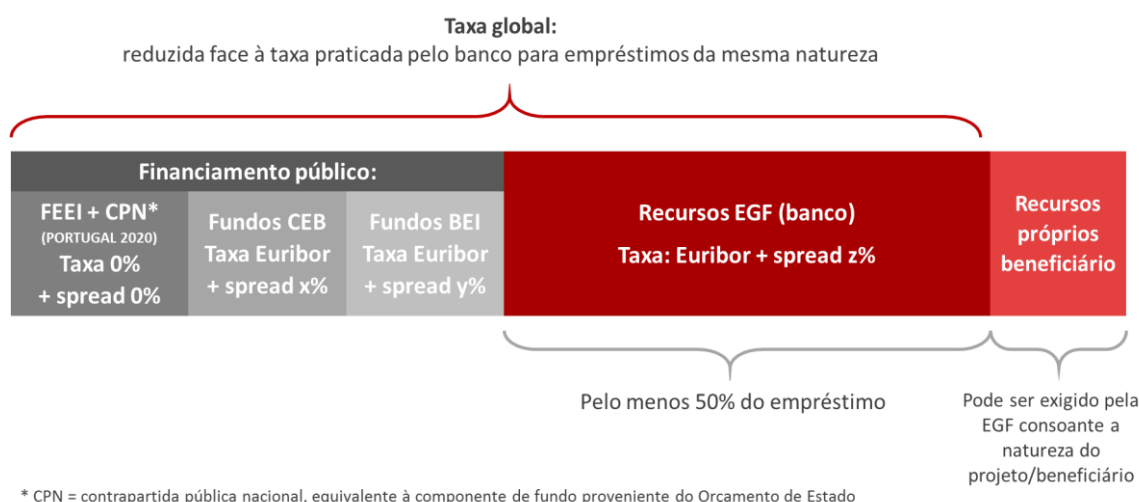 Taxa global:
reduzida face à taxa praticada pelo banco para empréstimos da mesma natureza
Financiamento público:
FEEI + CPN*
(PORTUGAL 2020)
Taxa 0%
+ spread 0%
Fundos CEB
Taxa Euribor
+ spread x%
Fundos BEI
Taxa Euribor
+ spread y%
Recursos EGF (banco)
Taxa: Euribor + spread z%
Recursos
próprios
beneficiário
Pelo menos 50% do empréstimo
Pode ser exigido pela
EGF consoante a
natureza do
projeto/beneficiário
* CPN = contrapartida pública nacional, equivalente à componente de fundo proveniente do Orçamento de Estado